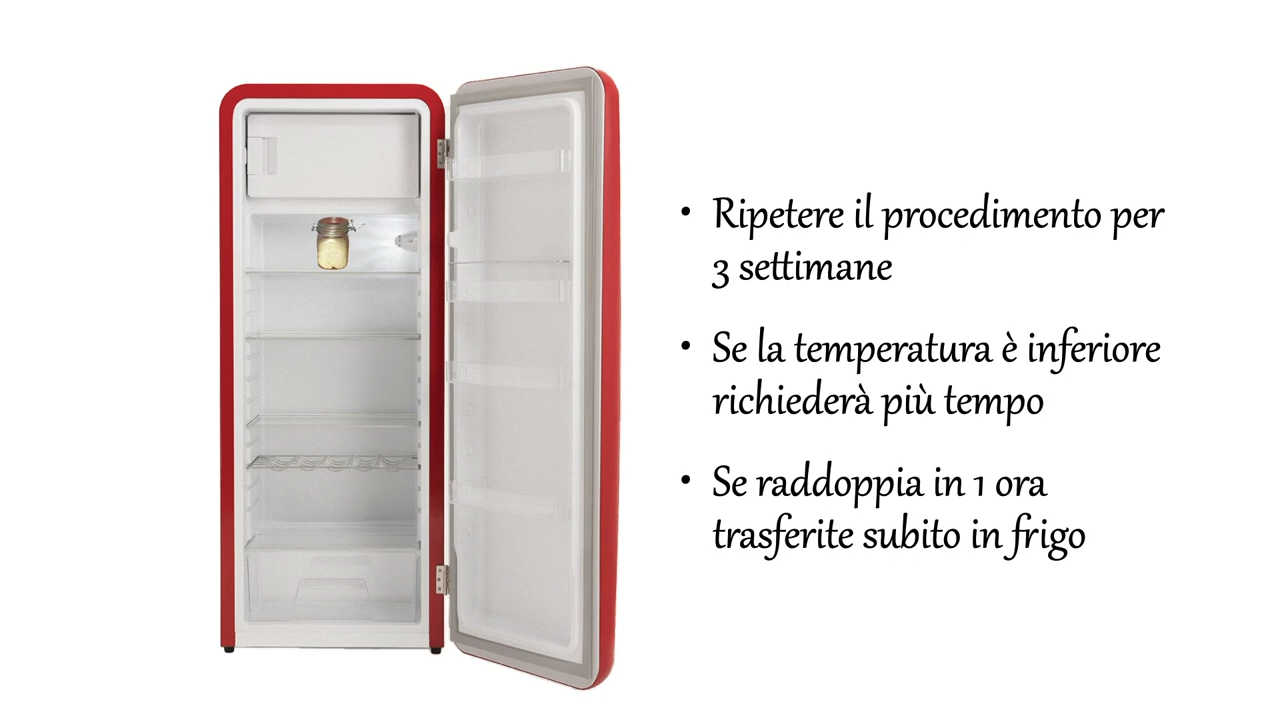 • Ripetere il procedimento per
3 settimane
• Se la temperatura è inferiore
richiederà più tempo
• Se raddoppia in 1 ora
trasferite subito in frigo